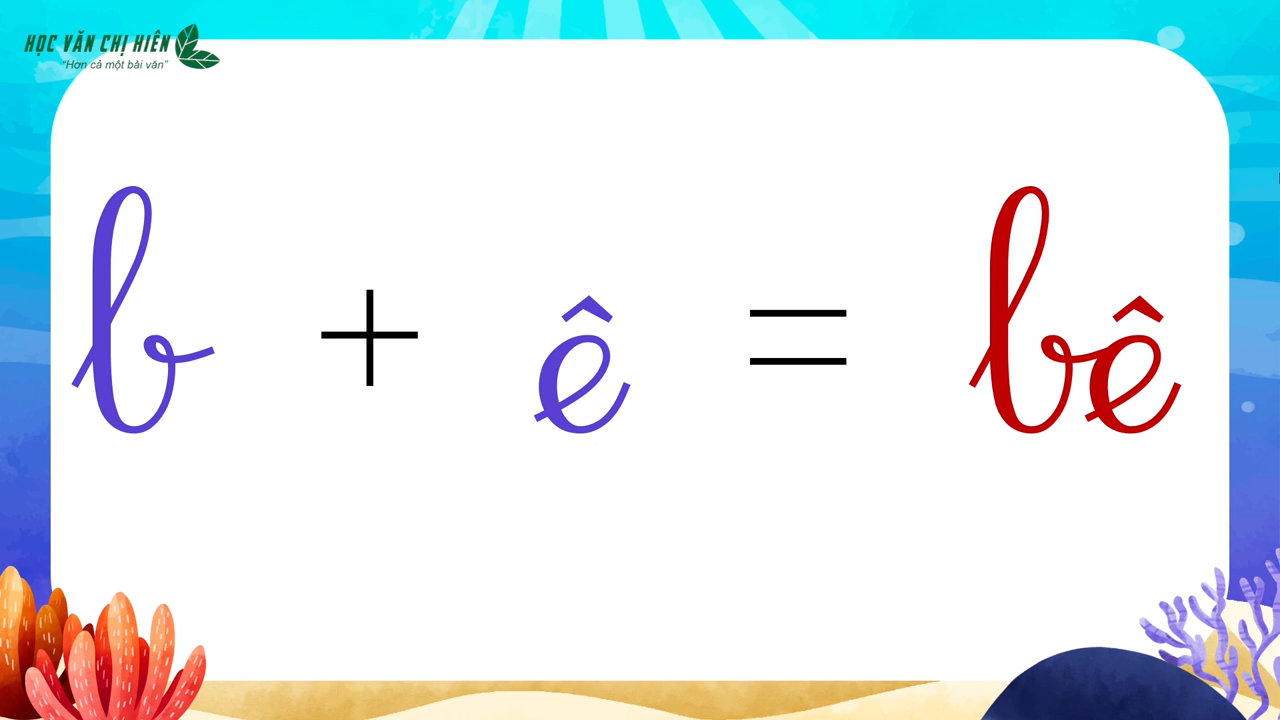 HỌC VĂN CHỊ HIÊN
"Hơn cả một bài văn"
b + ê = bê